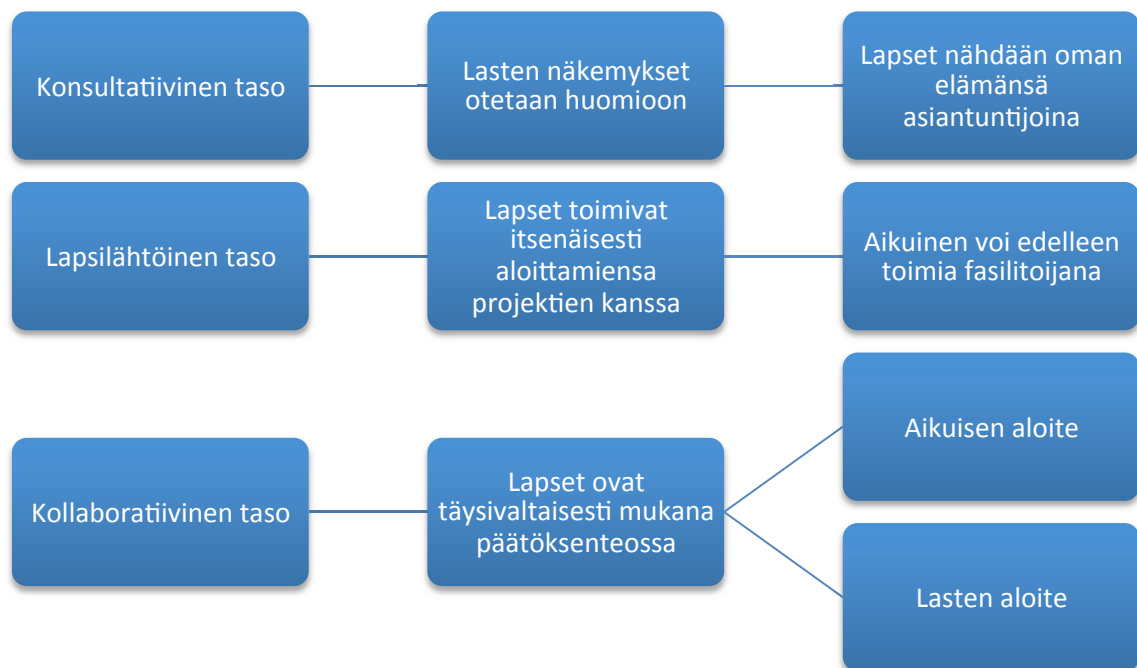 Konsultatiivinen taso
Lasten näkemykset
otetaan huomioon
Lapset nähdään oman
elämänsä
asiantuntijoina
Lapsilähtöinen taso
Lapset toimivat
itsenäisesti
aloittamiensa
projektien kanssa
Aikuinen voi edelleen
toimia fasilitoijana
Kollaboratiivinen taso
Lapset ovat
täysivaltaisesti mukana
päätöksenteossa
Aikuisen aloite
Lasten aloite